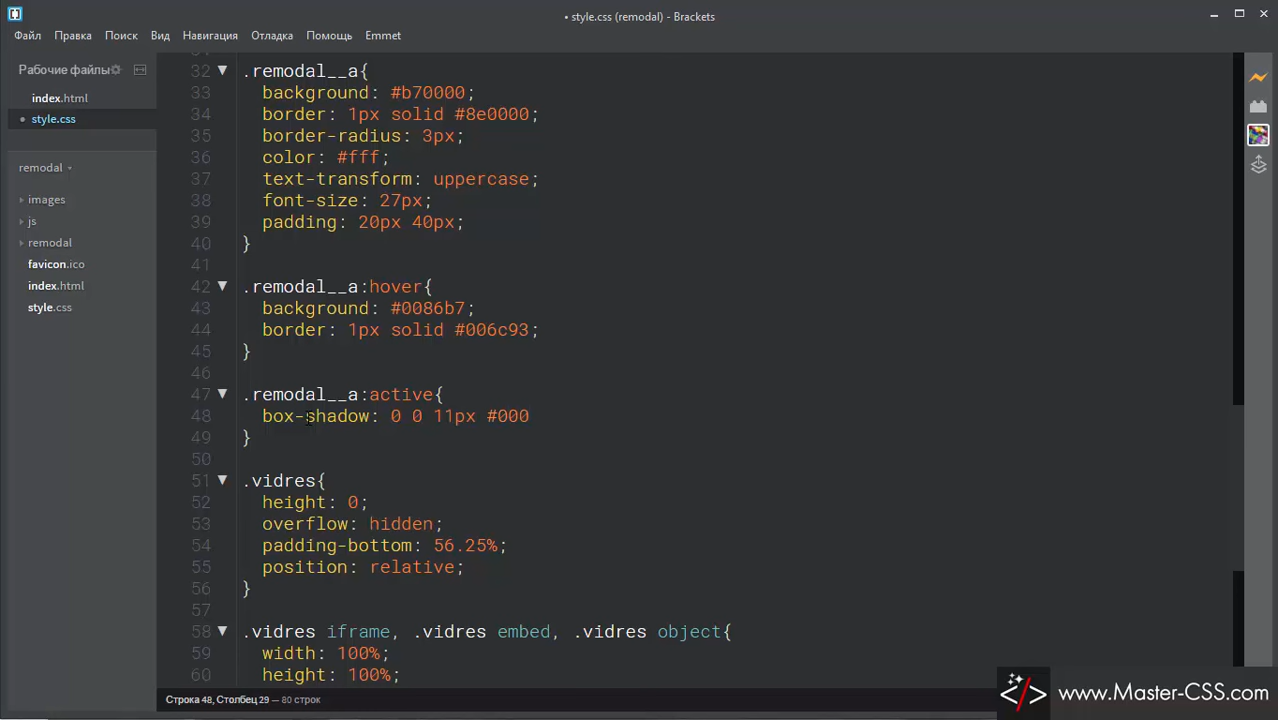 • style.css (remodal) - Brackets
Файл Правка Поиск Вид Навигация Отладка Помощь Emmet
Рабочие файлы
index.html
• style.css
remodal
images
js
remodal
favicon.ico
index.html
style.css
32 .remodal__a{
33 background: #b70000;
34 border: 1px solid #8e0000;
35 border-radius: 3px;
36 color: #fff;
37 text-transform: uppercase;
38 font-size: 27px;
39 padding: 20px 40px;
40 }
41
42 .remodal__a:hover{
43 background: #0086b7;
44 border: 1px solid #006c93;
45 }
46
47 .remodal__a:active{
48 box-shadow: 0 0 11px #000
49 }
50
51 .vidres{
52 height: 0;
53 overflow: hidden;
54 padding-bottom: 56.25%;
55 position: relative;
56 }
57
58 .vidres iframe, .vidres embed, .vidres object{
59 width: 100%;
60 height: 100%;
Строка 48, Столбец 29 — 80 строк
www.Master-CSS.com